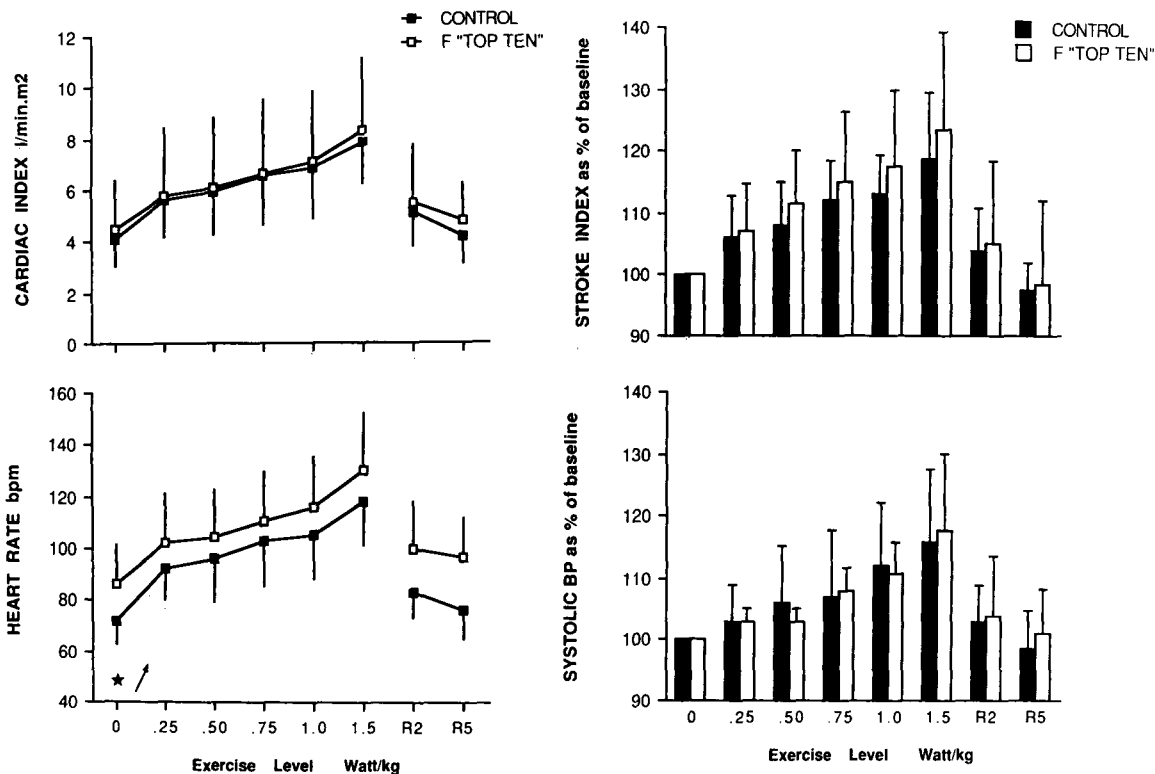 CONTROL
F "TOP TEN"
CARDIAC INDEX l/min.m2
12
10
8
6
4
2
0
CONTROL
F "TOP TEN"
STROKE INDEX as % of baseline
140
130
120
110
100
90
HEART RATE bpm
160
140
120
100
80
60
40
0 .25 .50 .75 1.0 1.5 R2 R5
Exercise Level Watt/kg
SYSTOLIC BP as % of baseline
140
130
120
110
100
90
0 .25 .50 .75 1.0 1.5 R2 R5
Exercise Level Watt/kg